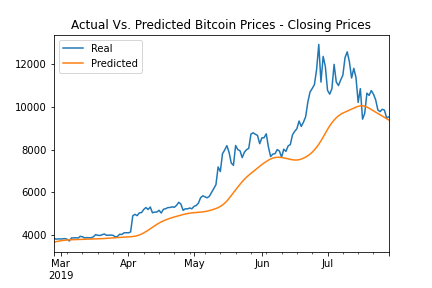 Actual Vs. Predicted Bitcoin Prices - Closing Prices
Real
Predicted
12000
10000
8000
6000
4000
Mar Apr May Jun Jul
2019